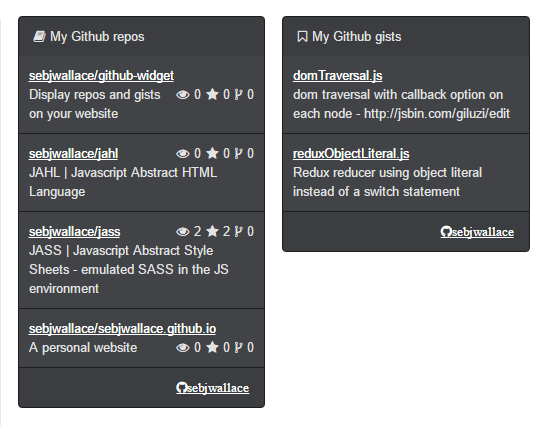 My Github repos
sebjwallace/github-widget
Display repos and gists 0 0 0
on your website
sebjwallace/jahl 0 0 0
JAHL | Javascript Abstract HTML
Language
sebjwallace/jass 2 2 0
JASS | Javascript Abstract Style
Sheets - emulated SASS in the JS
environment
sebjwallace/sebjwallace.github.io
A personal website 0 0 0
sebjwallace
My Github gists
domTraversal.js
dom traversal with callback option on
each node - http://jsbin.com/giluzi/edit
reduxObjectLiteral.js
Redux reducer using object literal
instead of a switch statement
sebjwallace